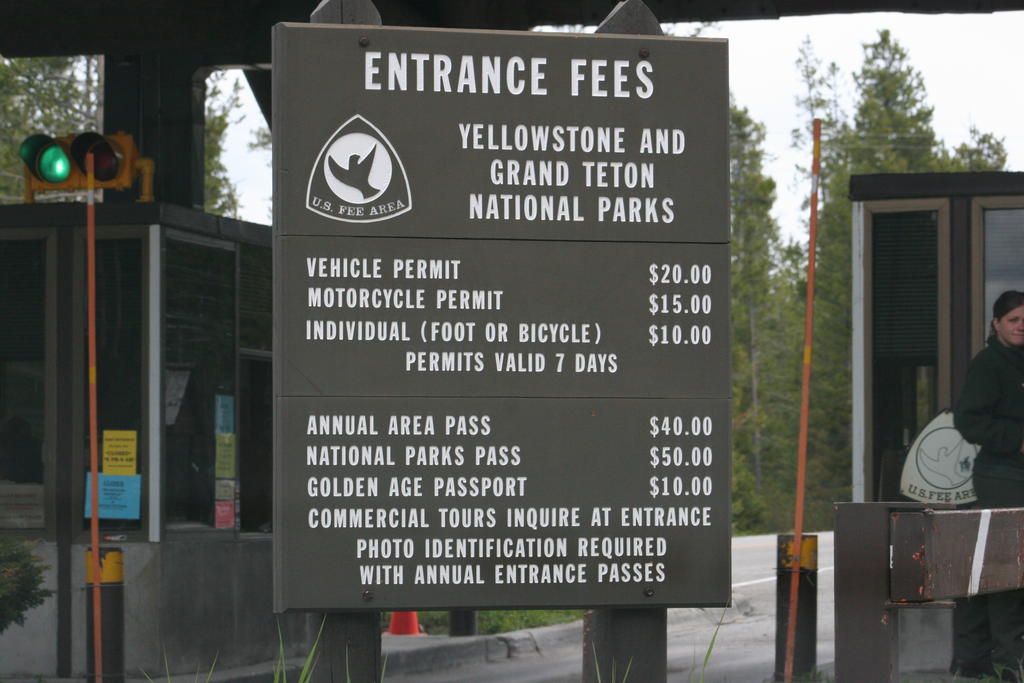 ENTRANCE FEES
U.S. FEE AREA
YELLOWSTONE AND
GRAND TETON
NATIONAL PARKS
VEHICLE PERMIT $20.00
MOTORCYCLE PERMIT $15.00
INDIVIDUAL (FOOT OR BICYCLE) $10.00
PERMITS VALID 7 DAYS
ANNUAL AREA PASS $40.00
NATIONAL PARKS PASS $50.00
GOLDEN AGE PASSPORT $10.00
COMMERCIAL TOURS INQUIRE AT ENTRANCE
PHOTO IDENTIFICATION REQUIRED
WITH ANNUAL ENTRANCE PASSES
U.S. FEE